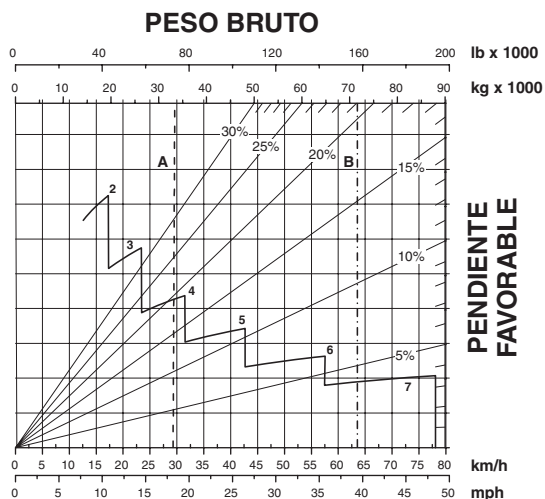 PESO BRUTO
0 40 80 120 160 200 lb x 1000
0 10 20 30 40 50 60 70 80 90 kg x 1000
A
B
30%
25%
20%
15%
10%
5%
2
3
4
5
6
7
PENDIENTE
FAVORABLE
0 5 10 15 20 25 30 35 40 45 50 55 60 65 70 75 80 km/h
0 5 10 15 20 25 30 35 40 45 50 mph